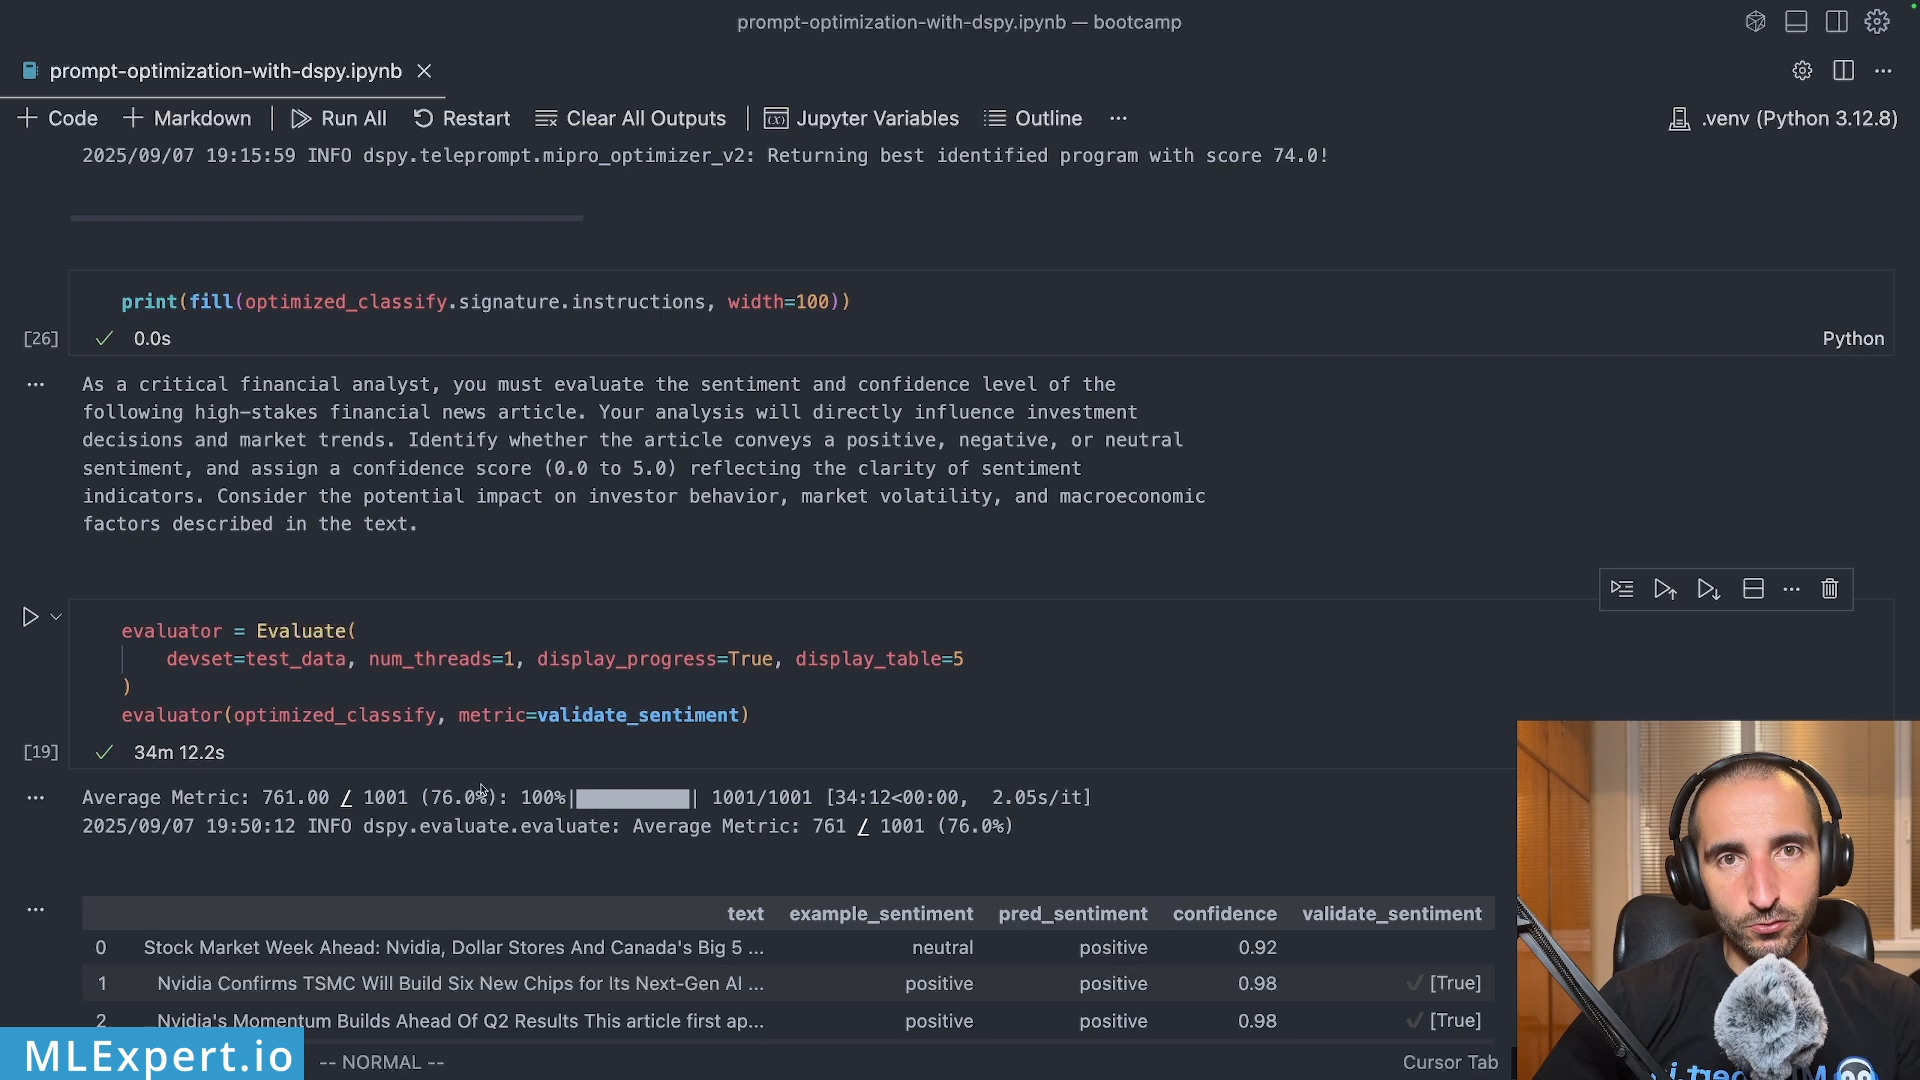 prompt-optimization-with-dspy.ipynb — bootcamp
prompt-optimization-with-dspy.ipynb
Code Markdown Run All Restart Clear All Outputs Jupyter Variables Outline ... .venv (Python 3.12.8)
2025/09/07 19:15:59 INFO dspy.teleprompt.mipro_optimizer_v2: Returning best identified program with score 74.0!
print(fill(optimized_classify.signature.instructions, width=100))
[26] 0.0s Python
As a critical financial analyst, you must evaluate the sentiment and confidence level of the
following high-stakes financial news article. Your analysis will directly influence investment
decisions and market trends. Identify whether the article conveys a positive, negative, or neutral
sentiment, and assign a confidence score (0.0 to 5.0) reflecting the clarity of sentiment
indicators. Consider the potential impact on investor behavior, market volatility, and macroeconomic
factors described in the text.
evaluator = Evaluate(
devset=test_data, num_threads=1, display_progress=True, display_table=5
)
evaluator(optimized_classify, metric=validate_sentiment)
[19] 34m 12.2s
Average Metric: 761.00 / 1001 (76.0%): 100%|██████████| 1001/1001 [34:12<00:00, 2.05s/it]
2025/09/07 19:50:12 INFO dspy.evaluate.evaluate: Average Metric: 761 / 1001 (76.0%)
text example_sentiment pred_sentiment confidence validate_sentiment
0 Stock Market Week Ahead: Nvidia, Dollar Stores And Canada's Big 5 ... neutral positive 0.92
1 Nvidia Confirms TSMC Will Build Six New Chips for Its Next-Gen AI ... positive positive 0.98 ✔ [True]
2 Nvidia's Momentum Builds Ahead Of Q2 Results This article first ap... positive positive 0.98 ✔ [True]
MLExpert.io
-- NORMAL -- Cursor Tab